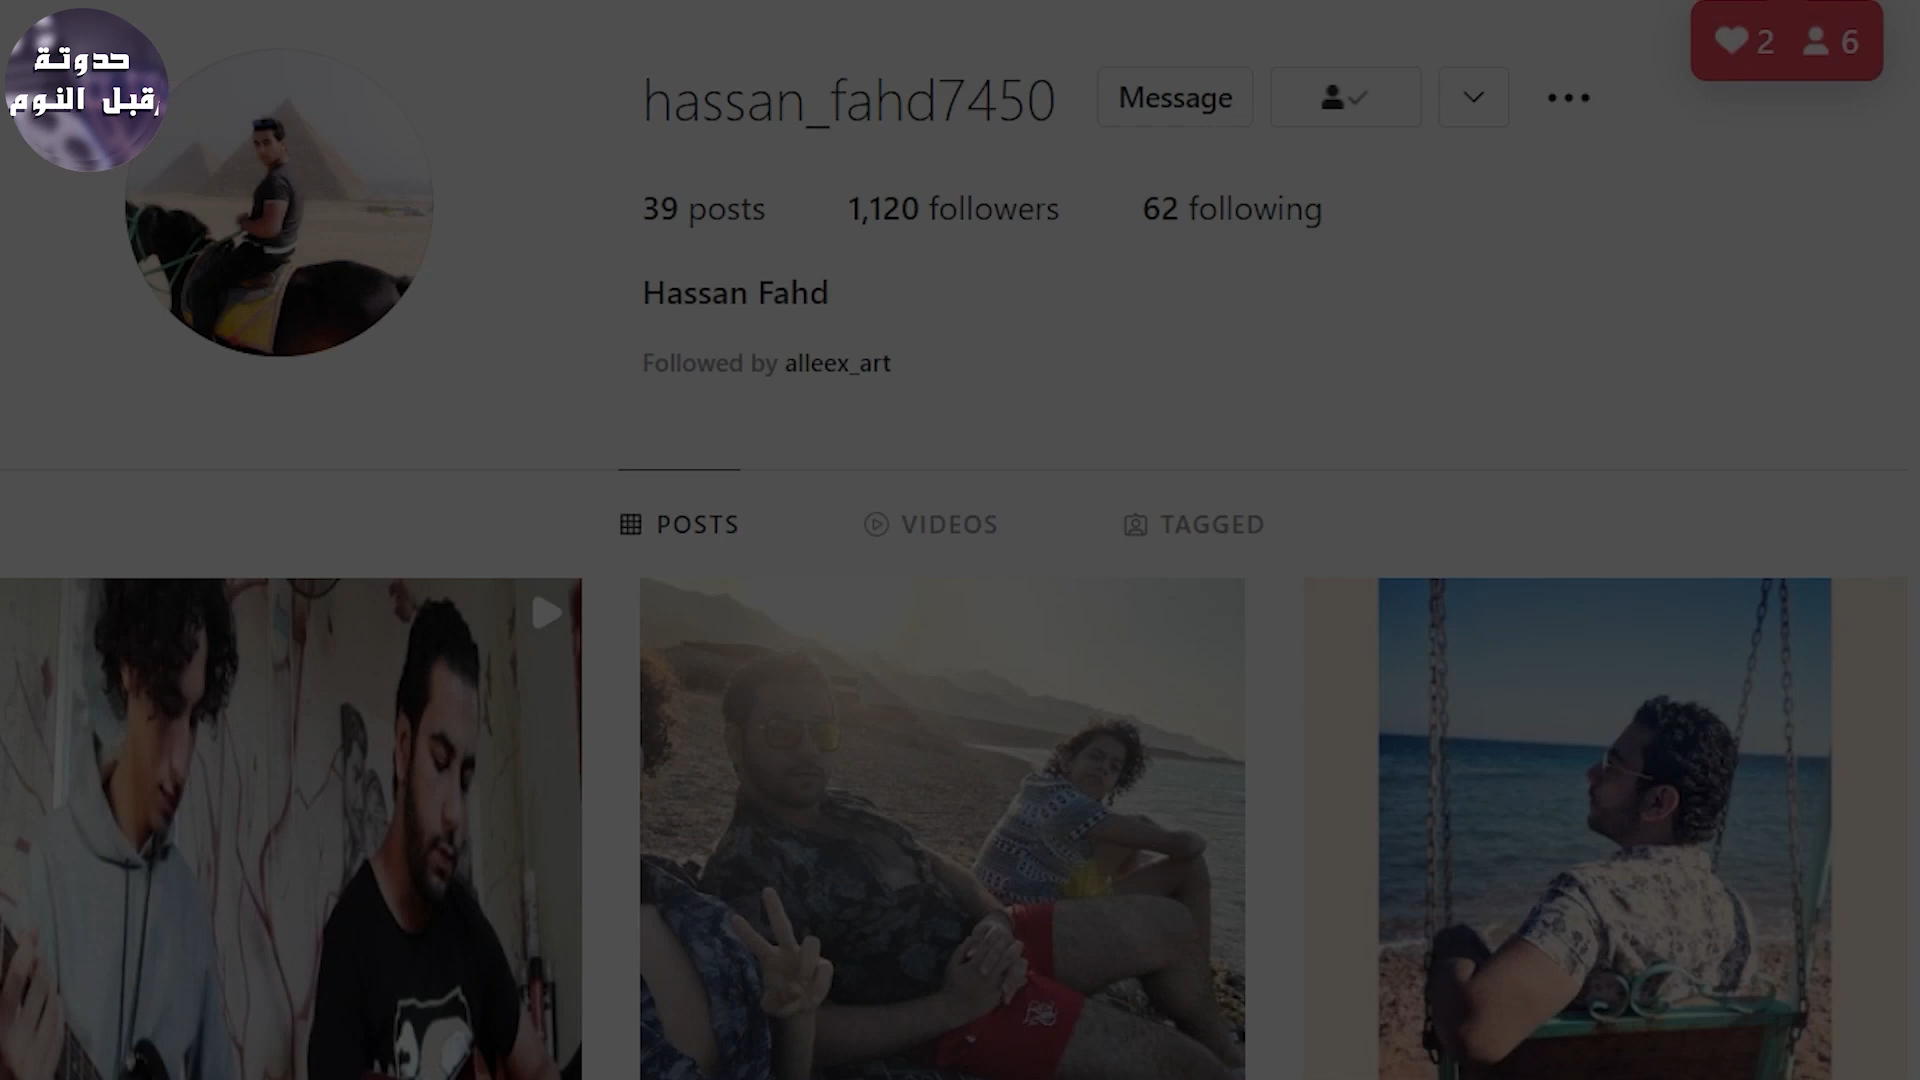 حدوتة
قبل النوم
2 6
hassan_fahd7450 Message
39 posts 1,120 followers 62 following
Hassan Fahd
Followed by alleex_art
POSTS VIDEOS TAGGED